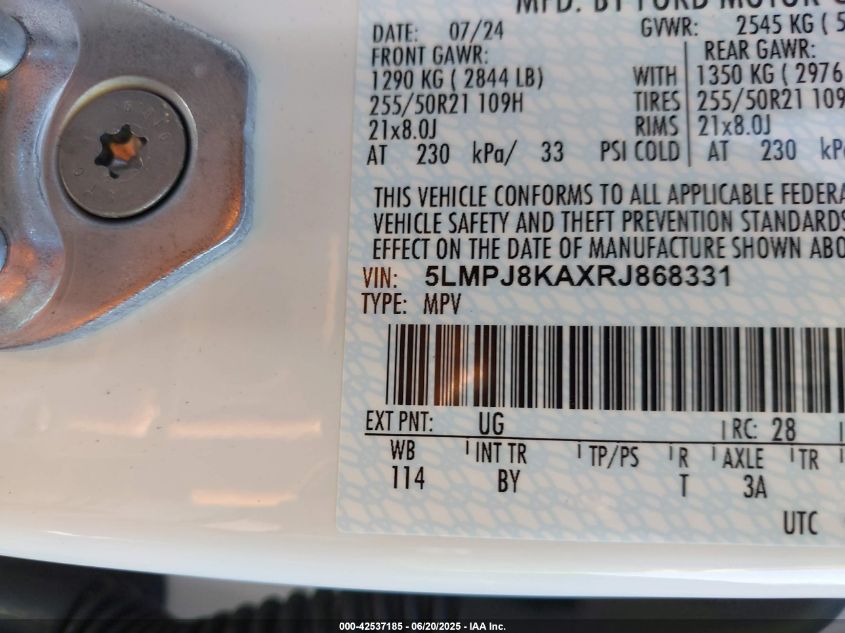 MFD. BY FORD MOTOR
DATE: 07/24 GVWR: 2545 KG
FRONT GAWR: REAR GAWR:
1290 KG ( 2844 LB) WITH 1350 KG ( 2976
255/50R21 109H TIRES 255/50R21 109
21x8.0J RIMS 21x8.0J
AT 230 kPa/ 33 PSI COLD AT 230
THIS VEHICLE CONFORMS TO ALL APPLICABLE
VEHICLE SAFETY AND THEFT PREVENTION STANDARDS
EFFECT ON THE DATE OF MANUFACTURE SHOWN
VIN: 5LMPJ8KAXRJ868331
TYPE: MPV
EXT PNT: UG RC: 28
WB INT TR TP/PS R AXLE TR
114 BY T 3A
UTC
000-42537185 - 06/20/2025 - IAA Inc.